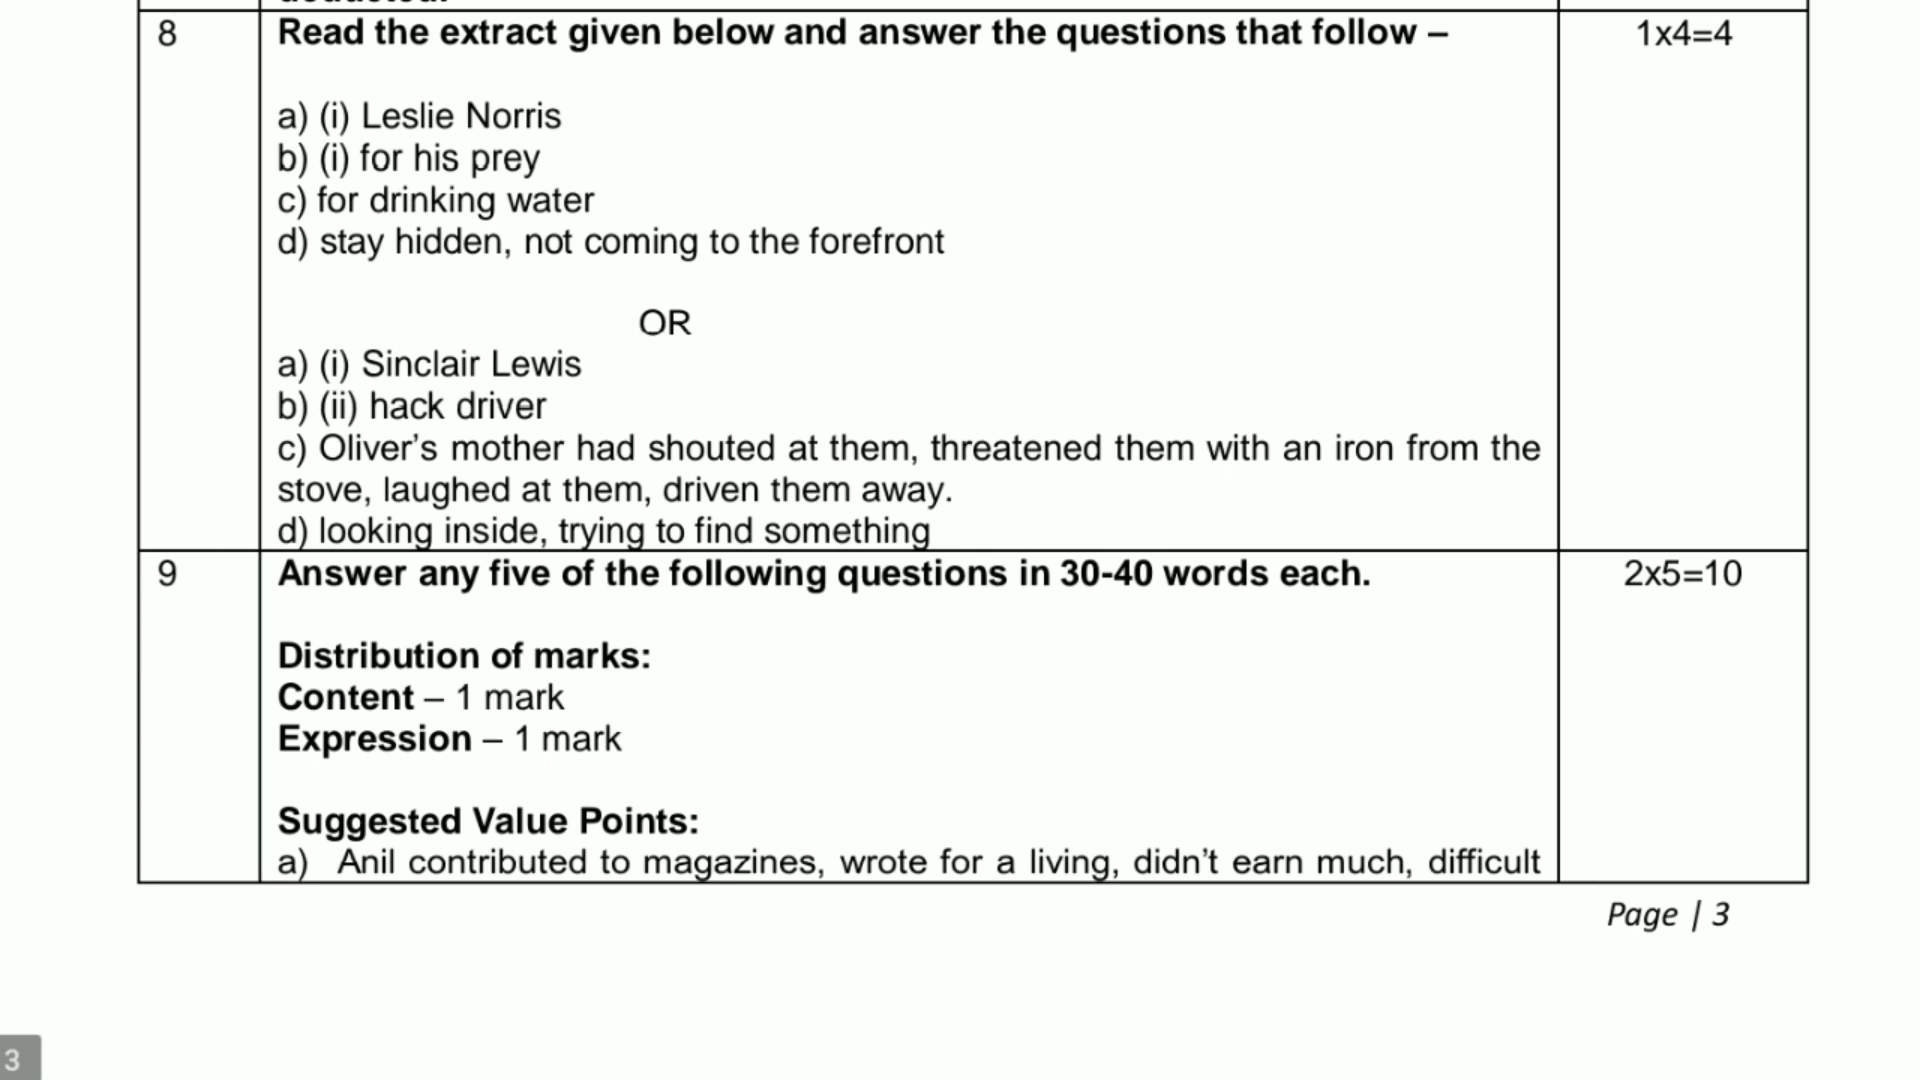 8 Read the extract given below and answer the questions that follow – 1x4=4
a) (i) Leslie Norris
b) (i) for his prey
c) for drinking water
d) stay hidden, not coming to the forefront
OR
a) (i) Sinclair Lewis
b) (ii) hack driver
c) Oliver’s mother had shouted at them, threatened them with an iron from the
stove, laughed at them, driven them away.
d) looking inside, trying to find something
9 Answer any five of the following questions in 30-40 words each. 2x5=10
Distribution of marks:
Content – 1 mark
Expression – 1 mark
Suggested Value Points:
a) Anil contributed to magazines, wrote for a living, didn’t earn much, difficult
Page | 3
3